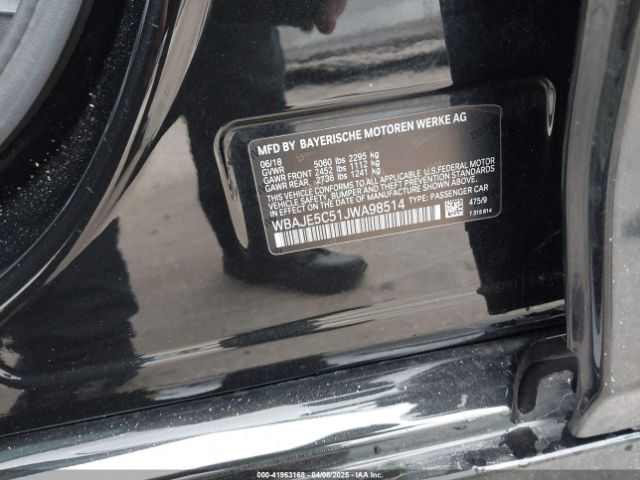 MFD BY BAYERISCHE MOTOREN WERKE AG
06/18 5060 lbs 2295 kg
GVWR
GAWR FRONT 2452 lbs 1112 kg
GAWR REAR 2736 lbs 1241 kg
THIS VEHICLE CONFORMS TO ALL APPLICABLE U.S. FEDERAL MOTOR
VEHICLE SAFETY, BUMPER, AND THEFT PREVENTION STANDARDS
IN EFFECT ON THE DATE OF MANUFACTURE SHOWN ABOVE.
WBAJE5C51JWA98514 TYPE: PASSENGER CAR
475/9
7 315 814
000-41963168 - 04/08/2025 - IAAI.COM